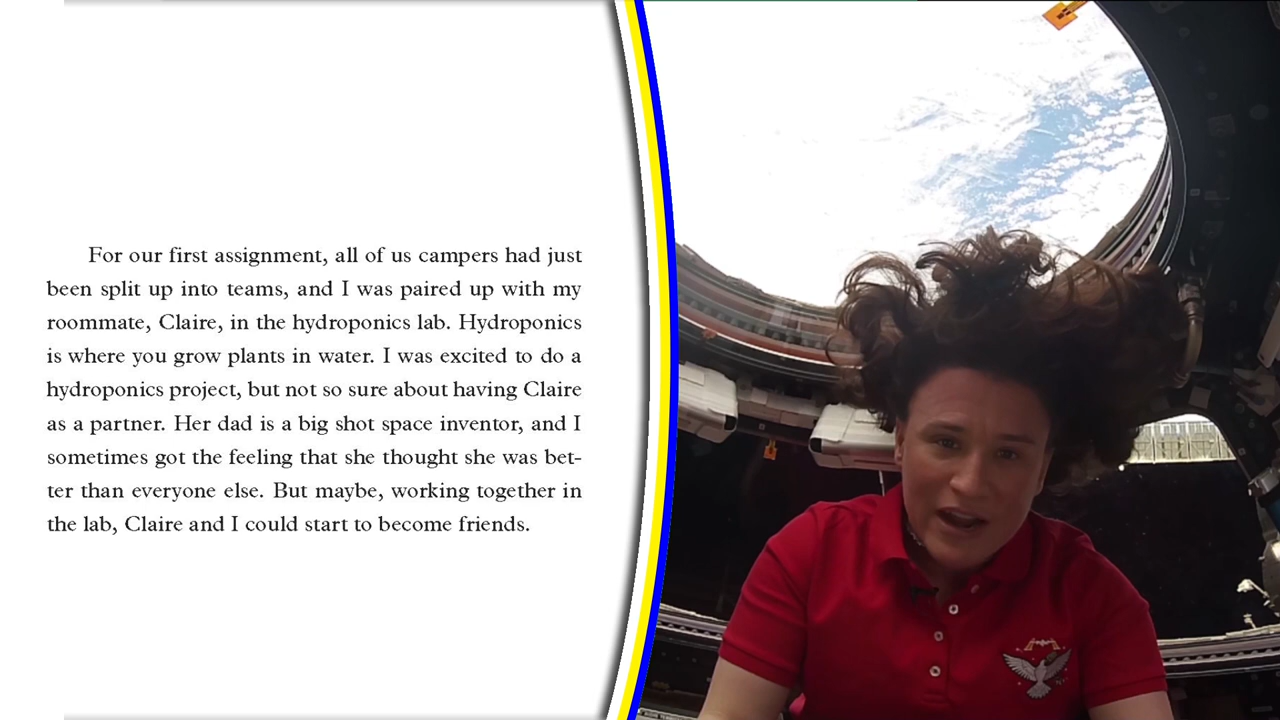 For our first assignment, all of us campers had just
been split up into teams, and I was paired up with my
roommate, Claire, in the hydroponics lab. Hydroponics
is where you grow plants in water. I was excited to do a
hydroponics project, but not so sure about having Claire
as a partner. Her dad is a big shot space inventor, and I
sometimes got the feeling that she thought she was bet-
ter than everyone else. But maybe, working together in
the lab, Claire and I could start to become friends.